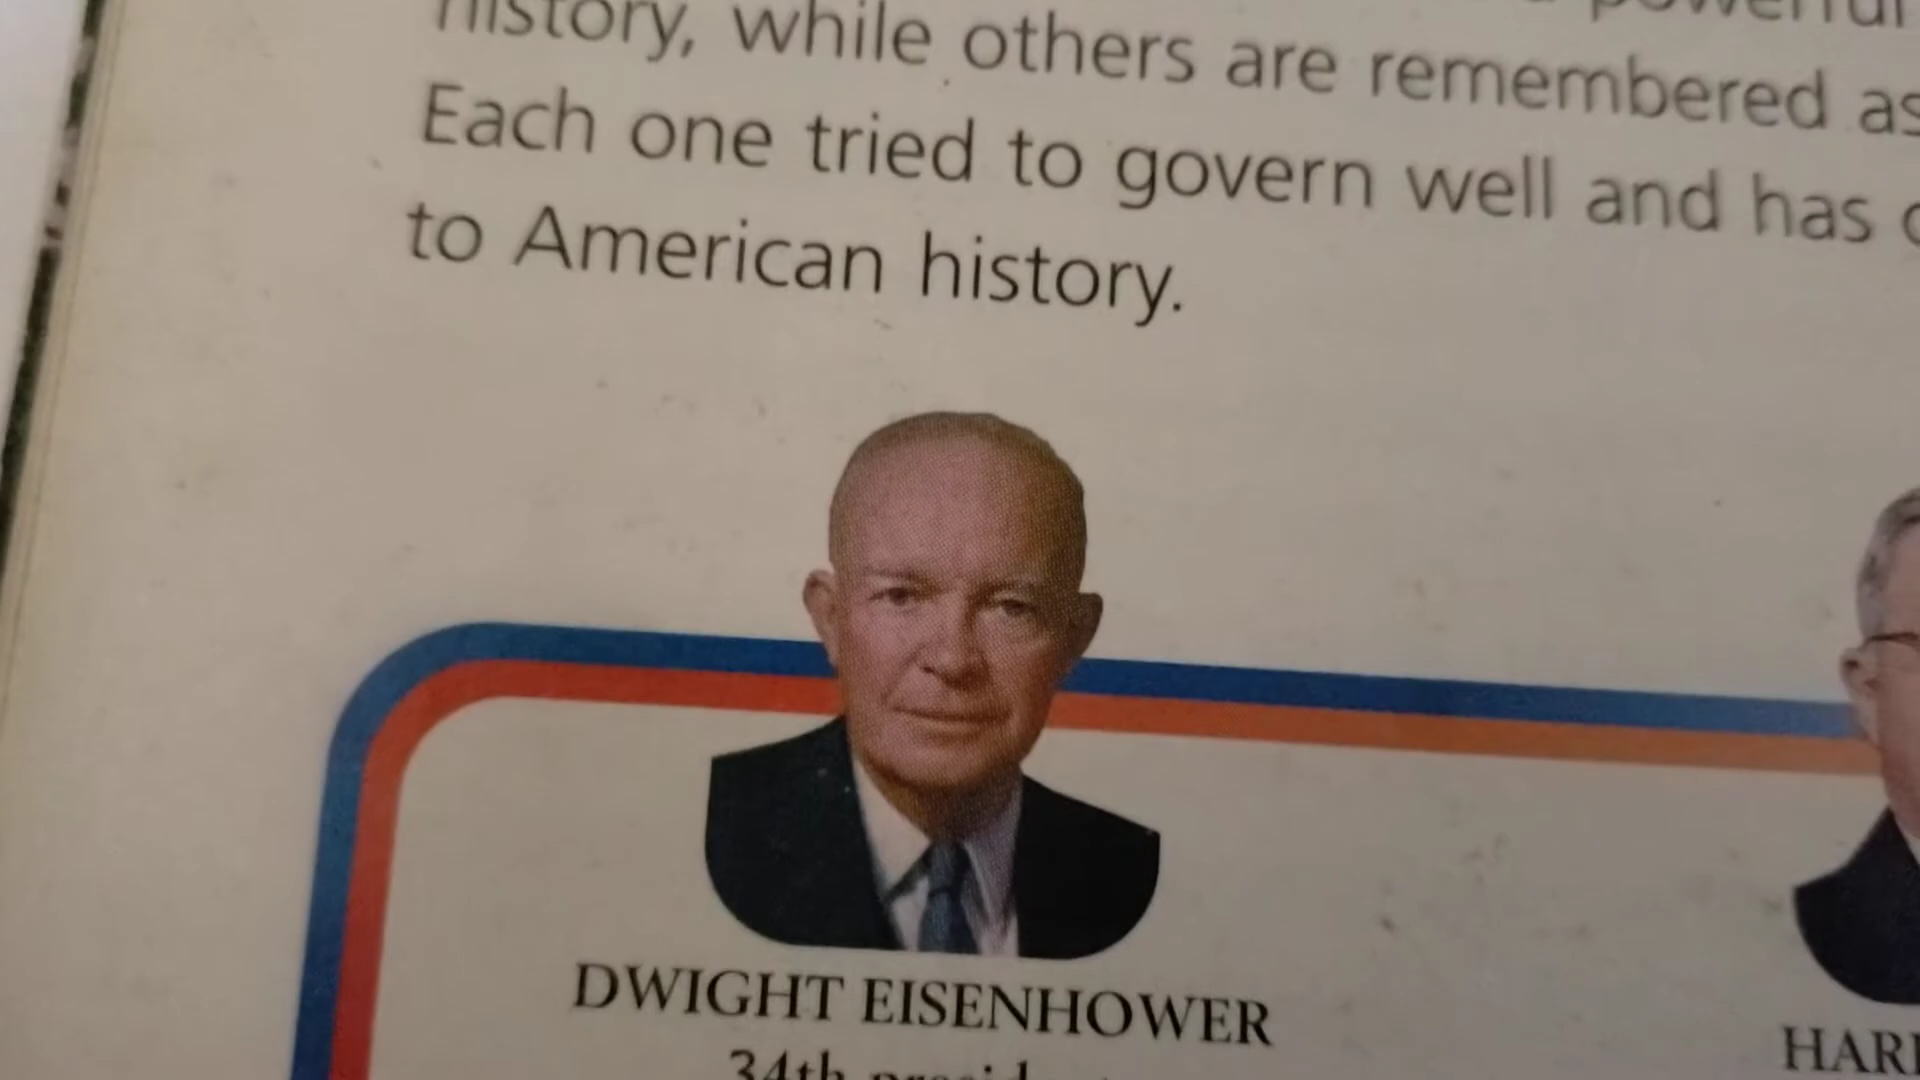 history, while others are remembered as
Each one tried to govern well and has
to American history.
DWIGHT EISENHOWER
34th